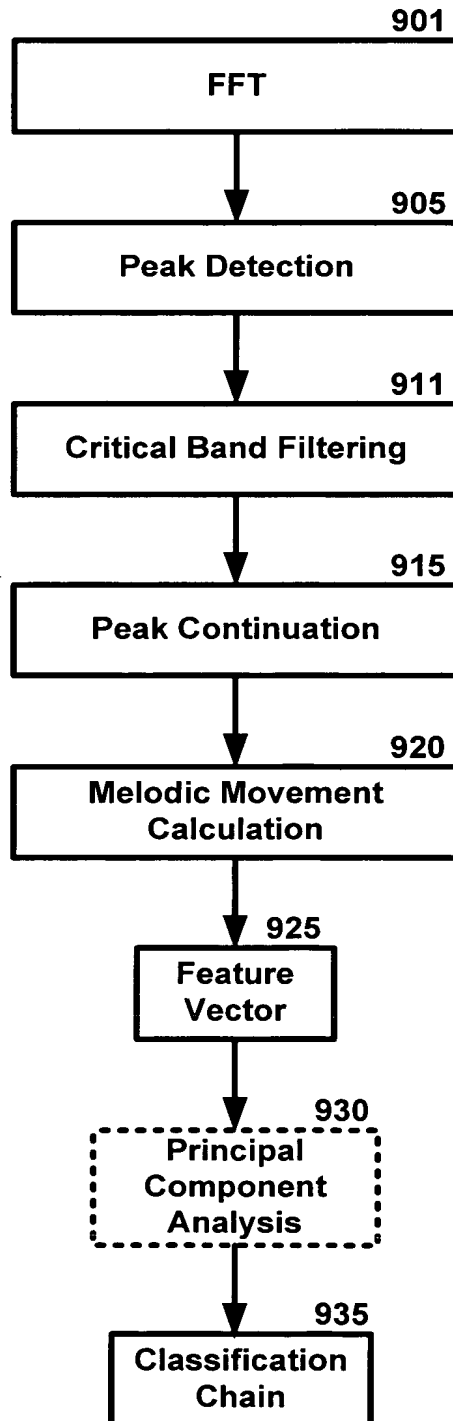 901
FFT
905
Peak Detection
911
Critical Band Filtering
915
Peak Continuation
920
Melodic Movement
Calculation
925
Feature
Vector
930
Principal
Component
Analysis
935
Classification
Chain